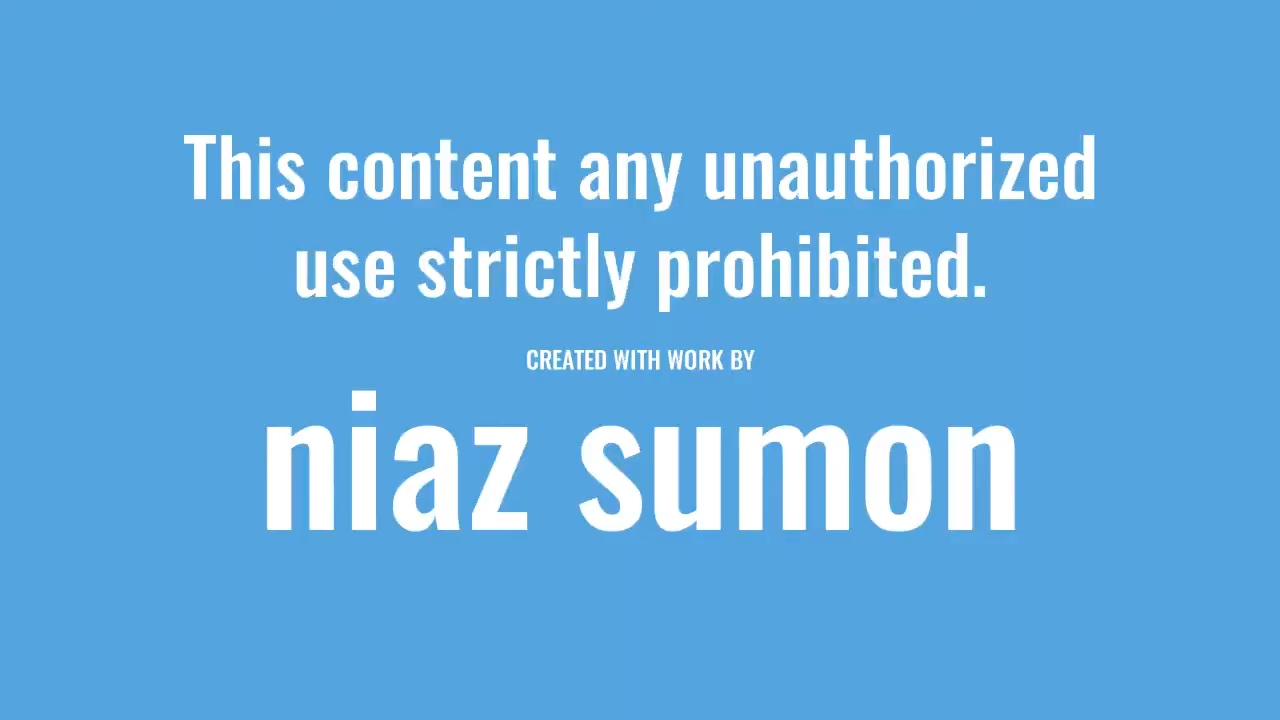 This content any unauthorized
use strictly prohibited.
CREATED WITH WORK BY
niaz sumon